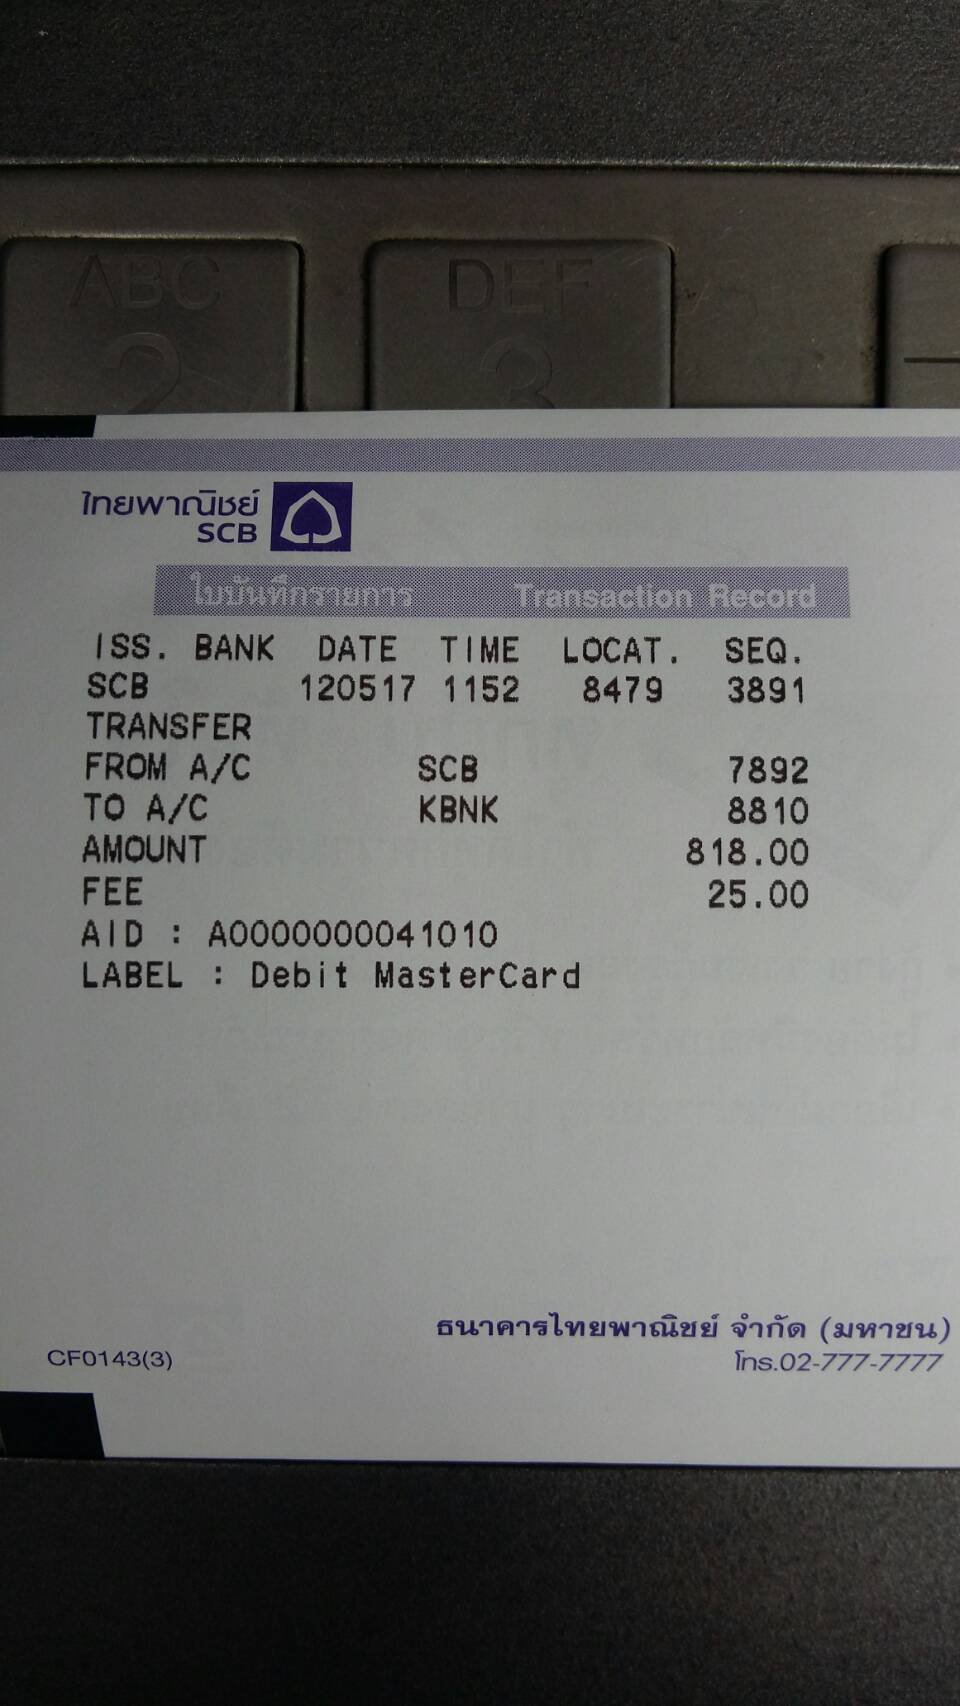 ABC
DEF
2
3
ไทยพาณิชย์
SCB
ใบบันทึกรายการ Transaction Record
ISS. BANK DATE TIME LOCAT. SEQ.
SCB 120517 1152 8479 3891
TRANSFER
FROM A/C SCB 7892
TO A/C KBNK 8810
AMOUNT 818.00
FEE 25.00
AID : A0000000041010
LABEL : Debit MasterCard
ธนาคารไทยพาณิชย์ จำกัด (มหาชน)
CF0143(3) โทร.02-777-7777